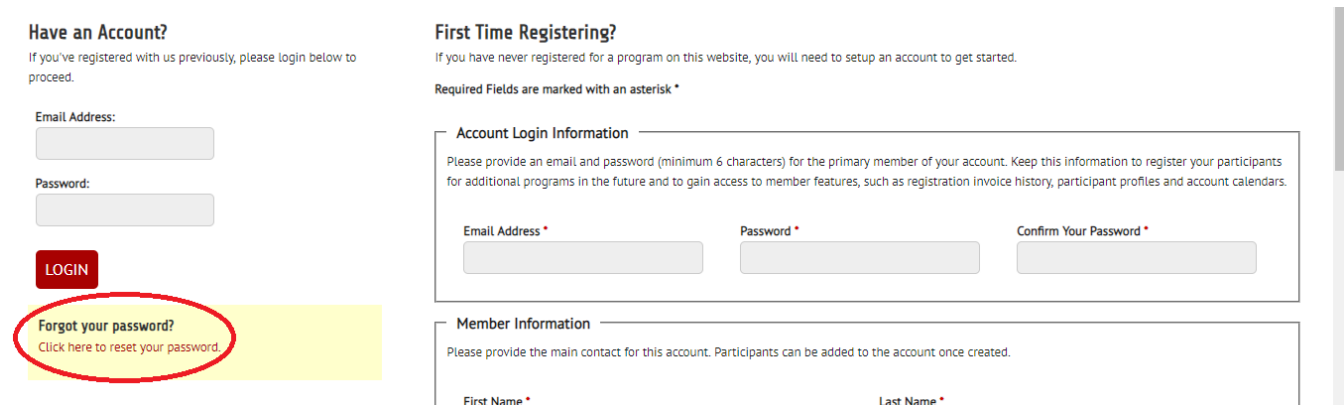 Have an Account?
If you've registered with us previously, please login below to
proceed.
Email Address:
Password:
LOGIN
Forgot your password?
Click here to reset your password.
First Time Registering?
If you have never registered for a program on this website, you will need to setup an account to get started.
Required Fields are marked with an asterisk *
Account Login Information
Please provide an email and password (minimum 6 characters) for the primary member of your account. Keep this information to register your participants
for additional programs in the future and to gain access to member features, such as registration invoice history, participant profiles and account calendars.
Email Address * Password * Confirm Your Password *
Member Information
Please provide the main contact for this account. Participants can be added to the account once created.
First Name * Last Name *